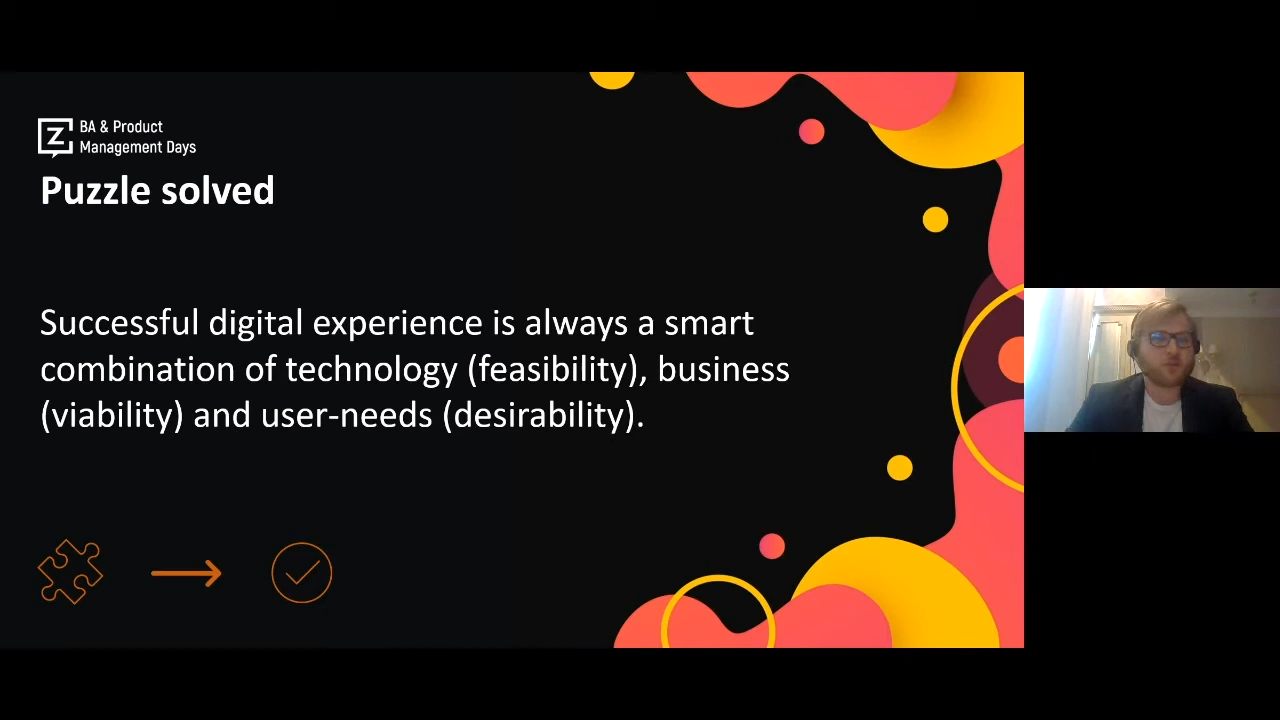 Z
BA & Product
Management Days
Puzzle solved
Successful digital experience is always a smart
combination of technology (feasibility), business
(viability) and user-needs (desirability).